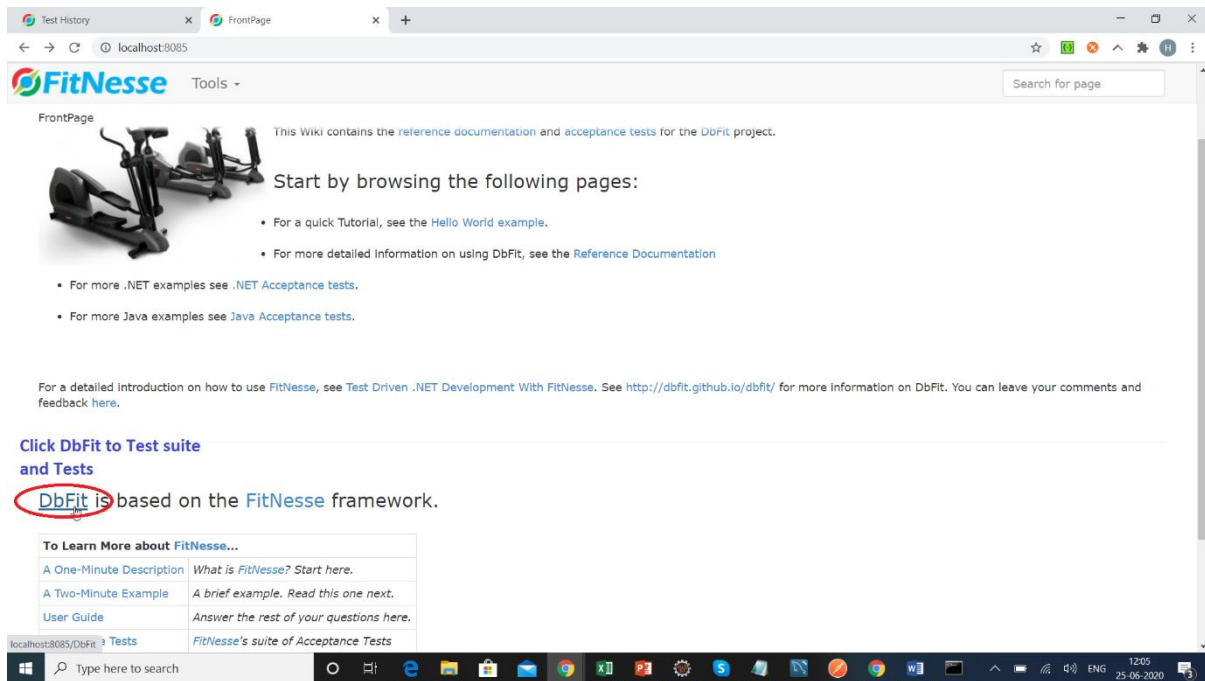 Test History
FrontPage
localhost:8085
FitNesse
Tools
Search for page
FrontPage
This Wiki contains the reference documentation and acceptance tests for the DbFit project.
Start by browsing the following pages:
• For a quick Tutorial, see the Hello World example.
• For more detailed information on using DbFit, see the Reference Documentation
• For more .NET examples see .NET Acceptance tests.
• For more Java examples see Java Acceptance tests.
For a detailed introduction on how to use FitNesse, see Test Driven .NET Development With FitNesse. See http://dbfit.github.io/dbfit/ for more information on DbFit. You can leave your comments and
feedback here.
Click DbFit to Test suite
and Tests
DbFit is based on the FitNesse framework.
To Learn More about FitNesse...
A One-Minute Description What is FitNesse? Start here.
A Two-Minute Example A brief example. Read this one next.
User Guide Answer the rest of your questions here.
Tests FitNesse's suite of Acceptance Tests
localhost:8085/DbFit
Type here to search
ENG
12:05
25-06-2020